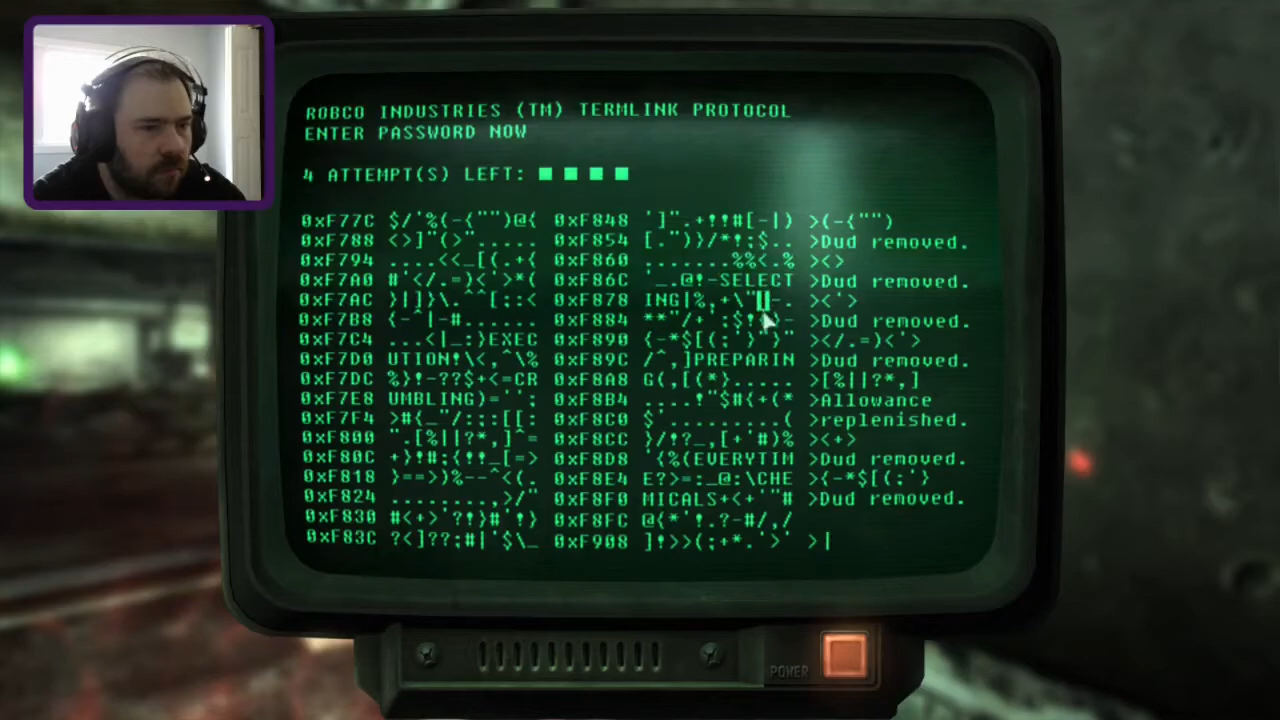 ROBCO INDUSTRIES (TM) TERMLINK PROTOCOL
ENTER PASSWORD NOW
4 ATTEMPT(S) LEFT: ■ ■ ■ ■
0xF77C $/'%(-{"")@{ 0xF848 ']".+!!#[-|) >(-{"")
0xF788 <>]"(>"..... 0xF854 [.")}/*!;$.. >Dud removed.
0xF794 ....<<_[(.+{ 0xF860 .......%%<.% ><>
0xF7A0 #'</.=)<'>*( 0xF86C '_.@!-SELECT >Dud removed.
0xF7AC }|]}\.^^[;:< 0xF878 ING|%,+\"[]-. ><'>
0xF7B8 {-^|-#...... 0xF884 **"/+';$! >Dud removed.
0xF7C4 ...<|_:}EXEC 0xF890 {-*$[(:'}"}" ></.=)<'>
0xF7D0 UTION!\<,^\% 0xF89C /^,]PREPARIN >Dud removed.
0xF7DC %}!-??$+<=CR 0xF8A8 G(,[(*}..... >[%||?*,]
0xF7E8 UMBLING)='`; 0xF8B4 ....!"$#{+(* >Allowance
0xF7F4 >#{_"/:;:[[: 0xF8C0 $'.........( >replenished.
0xF800 ".[%||?*,]^= 0xF8CC }/!?_,[+'#)% ><+>
0xF80C +}!#;{!!_[=> 0xF8D8 '{%(EVERYTIM >Dud removed.
0xF818 }==>)%--^<(. 0xF8E4 E?>=:_@:\CHE >{-*$[(:'}
0xF824 .........,>/" 0xF8F0 MICALS+<+'"# >Dud removed.
0xF830 #<+>'?!}#'!} 0xF8FC @{*'!.?-#/,/
0xF83C ?<]??;#|'$\_ 0xF908 ]!>>(;+*.'>' >|
POWER